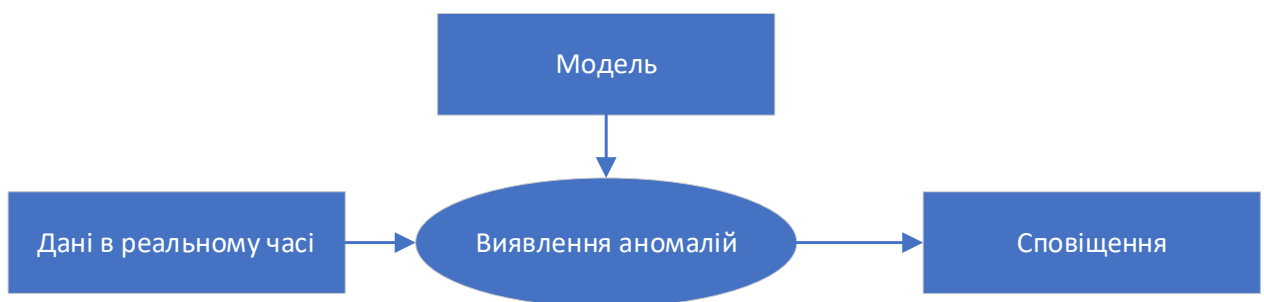 Модель
Дані в реальному часі
Виявлення аномалій
Сповіщення